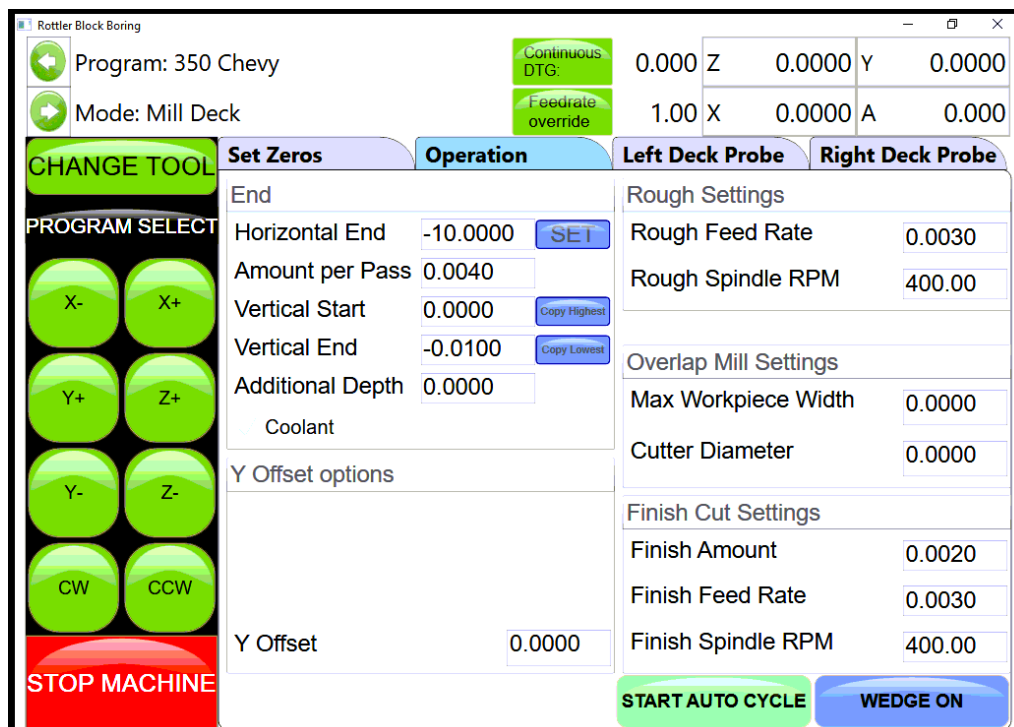 Rottler Block Boring
Program: 350 Chevy
Continuous DTG: 0.000 Z 0.0000 Y 0.0000
Mode: Mill Deck
Feedrate override 1.00 X 0.0000 A 0.000
CHANGE TOOL
PROGRAM SELECT
X- X+
Y+ Z+
Y- Z-
CW CCW
STOP MACHINE
Set Zeros Operation Left Deck Probe Right Deck Probe
End
Horizontal End -10.0000 SET
Amount per Pass 0.0040
Vertical Start 0.0000 Copy Highest
Vertical End -0.0100 Copy Lowest
Additional Depth 0.0000
Coolant
Y Offset options
Y Offset 0.0000
Rough Settings
Rough Feed Rate 0.0030
Rough Spindle RPM 400.00
Overlap Mill Settings
Max Workpiece Width 0.0000
Cutter Diameter 0.0000
Finish Cut Settings
Finish Amount 0.0020
Finish Feed Rate 0.0030
Finish Spindle RPM 400.00
START AUTO CYCLE WEDGE ON